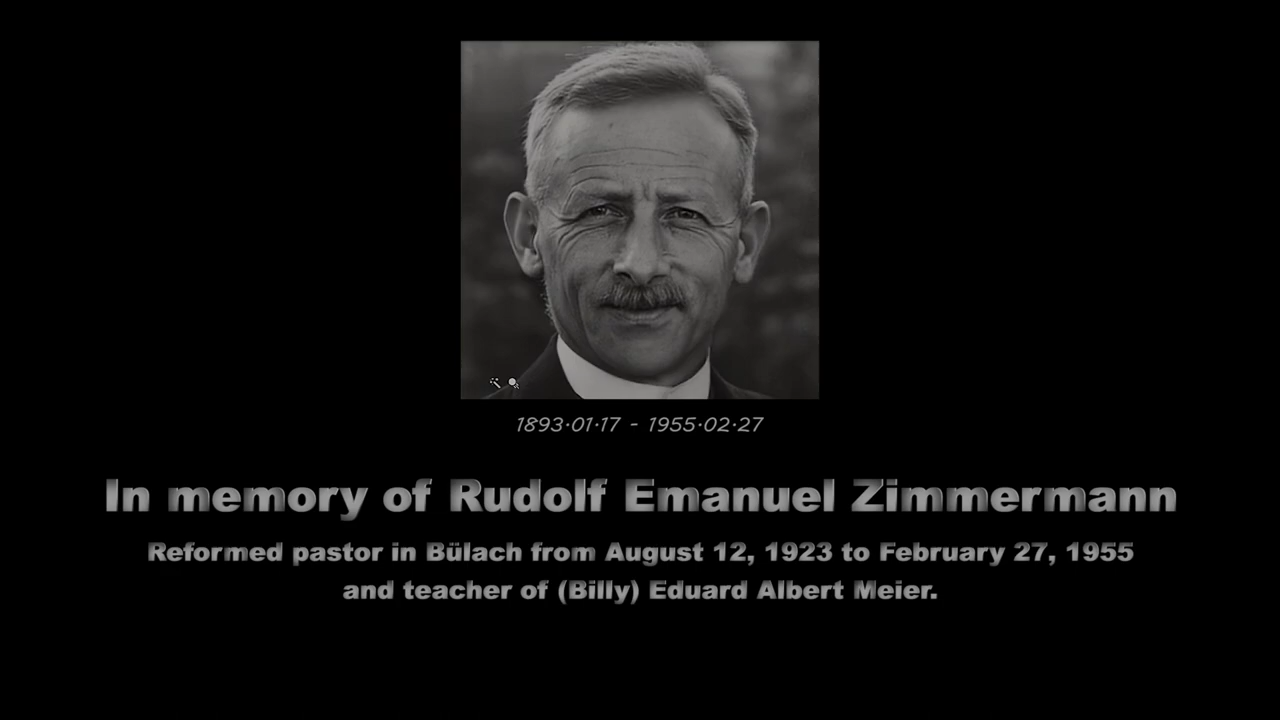 1893·01·17 - 1955·02·27
In memory of Rudolf Emanuel Zimmermann
Reformed pastor in Bülach from August 12, 1923 to February 27, 1955
and teacher of (Billy) Eduard Albert Meier.